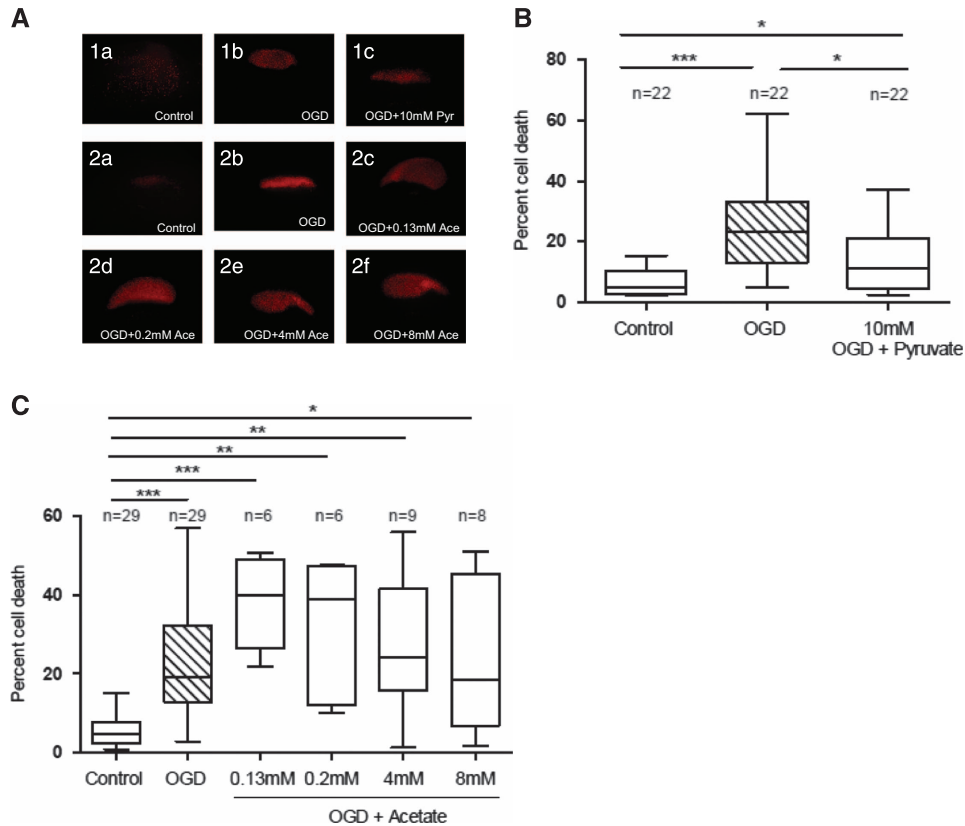 A
1a
Control
1b
OGD
1c
OGD+10mM Pyr
2a
Control
2b
OGD
2c
OGD+0.13mM Ace
2d
OGD+0.2mM Ace
2e
OGD+4mM Ace
2f
OGD+8mM Ace
B
*
*** *
n=22 n=22 n=22
80
60
40
20
0
Percent cell death
Control OGD 10mM
OGD + Pyruvate
C
*
**
**
***
***
n=29 n=29 n=6 n=6 n=9 n=8
60
40
20
0
Percent cell death
Control OGD 0.13mM 0.2mM 4mM 8mM
OGD + Acetate